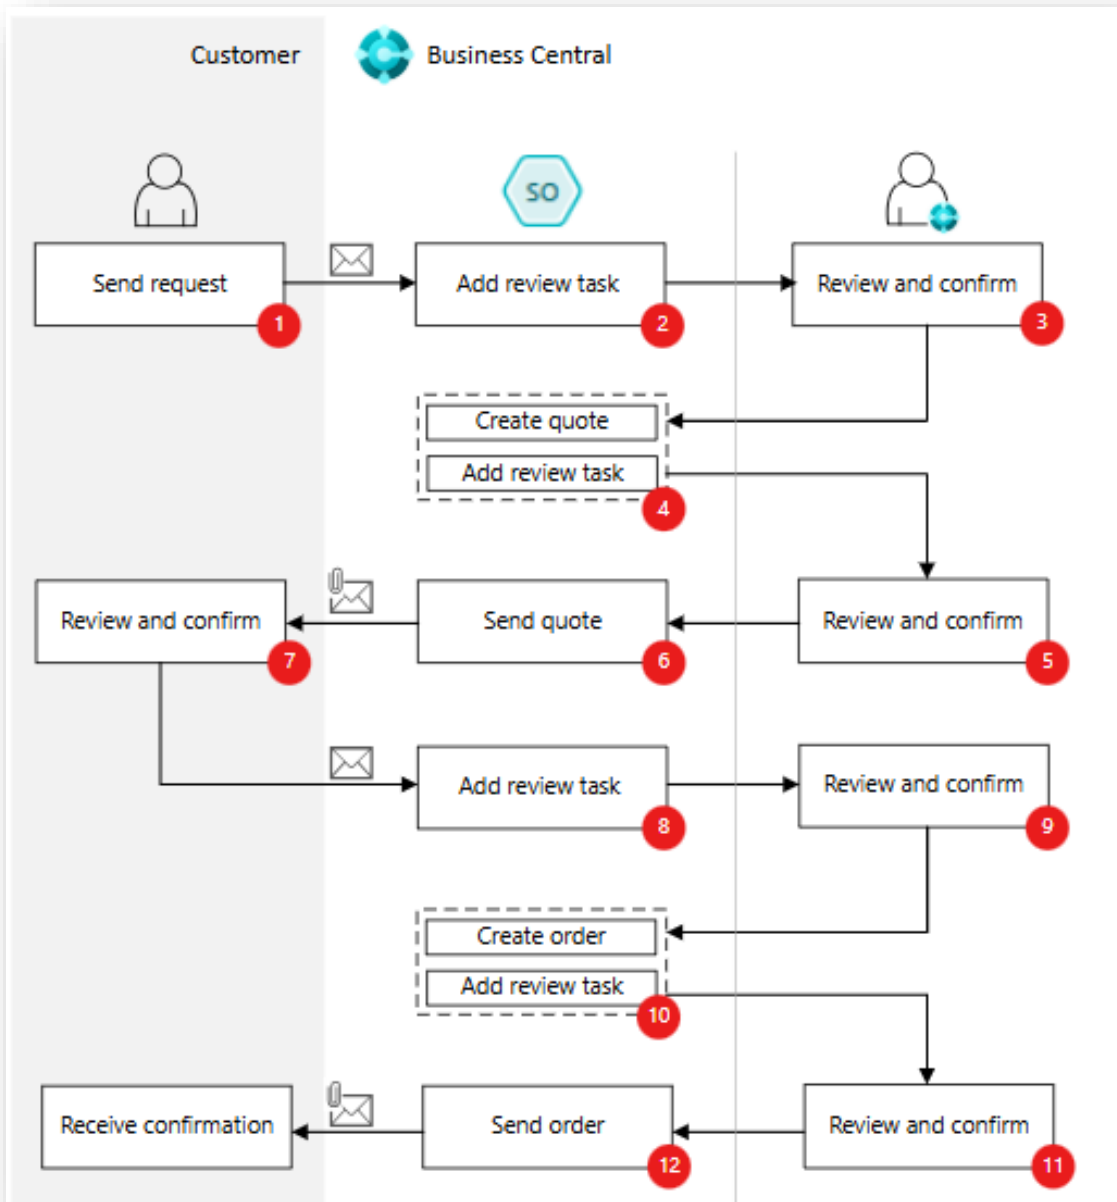 Customer
Business Central
SO
Send request
1
Add review task
2
Review and confirm
3
Create quote
Add review task
4
Review and confirm
7
Send quote
6
Review and confirm
5
Add review task
8
Review and confirm
9
Create order
Add review task
10
Receive confirmation
Send order
12
Review and confirm
11